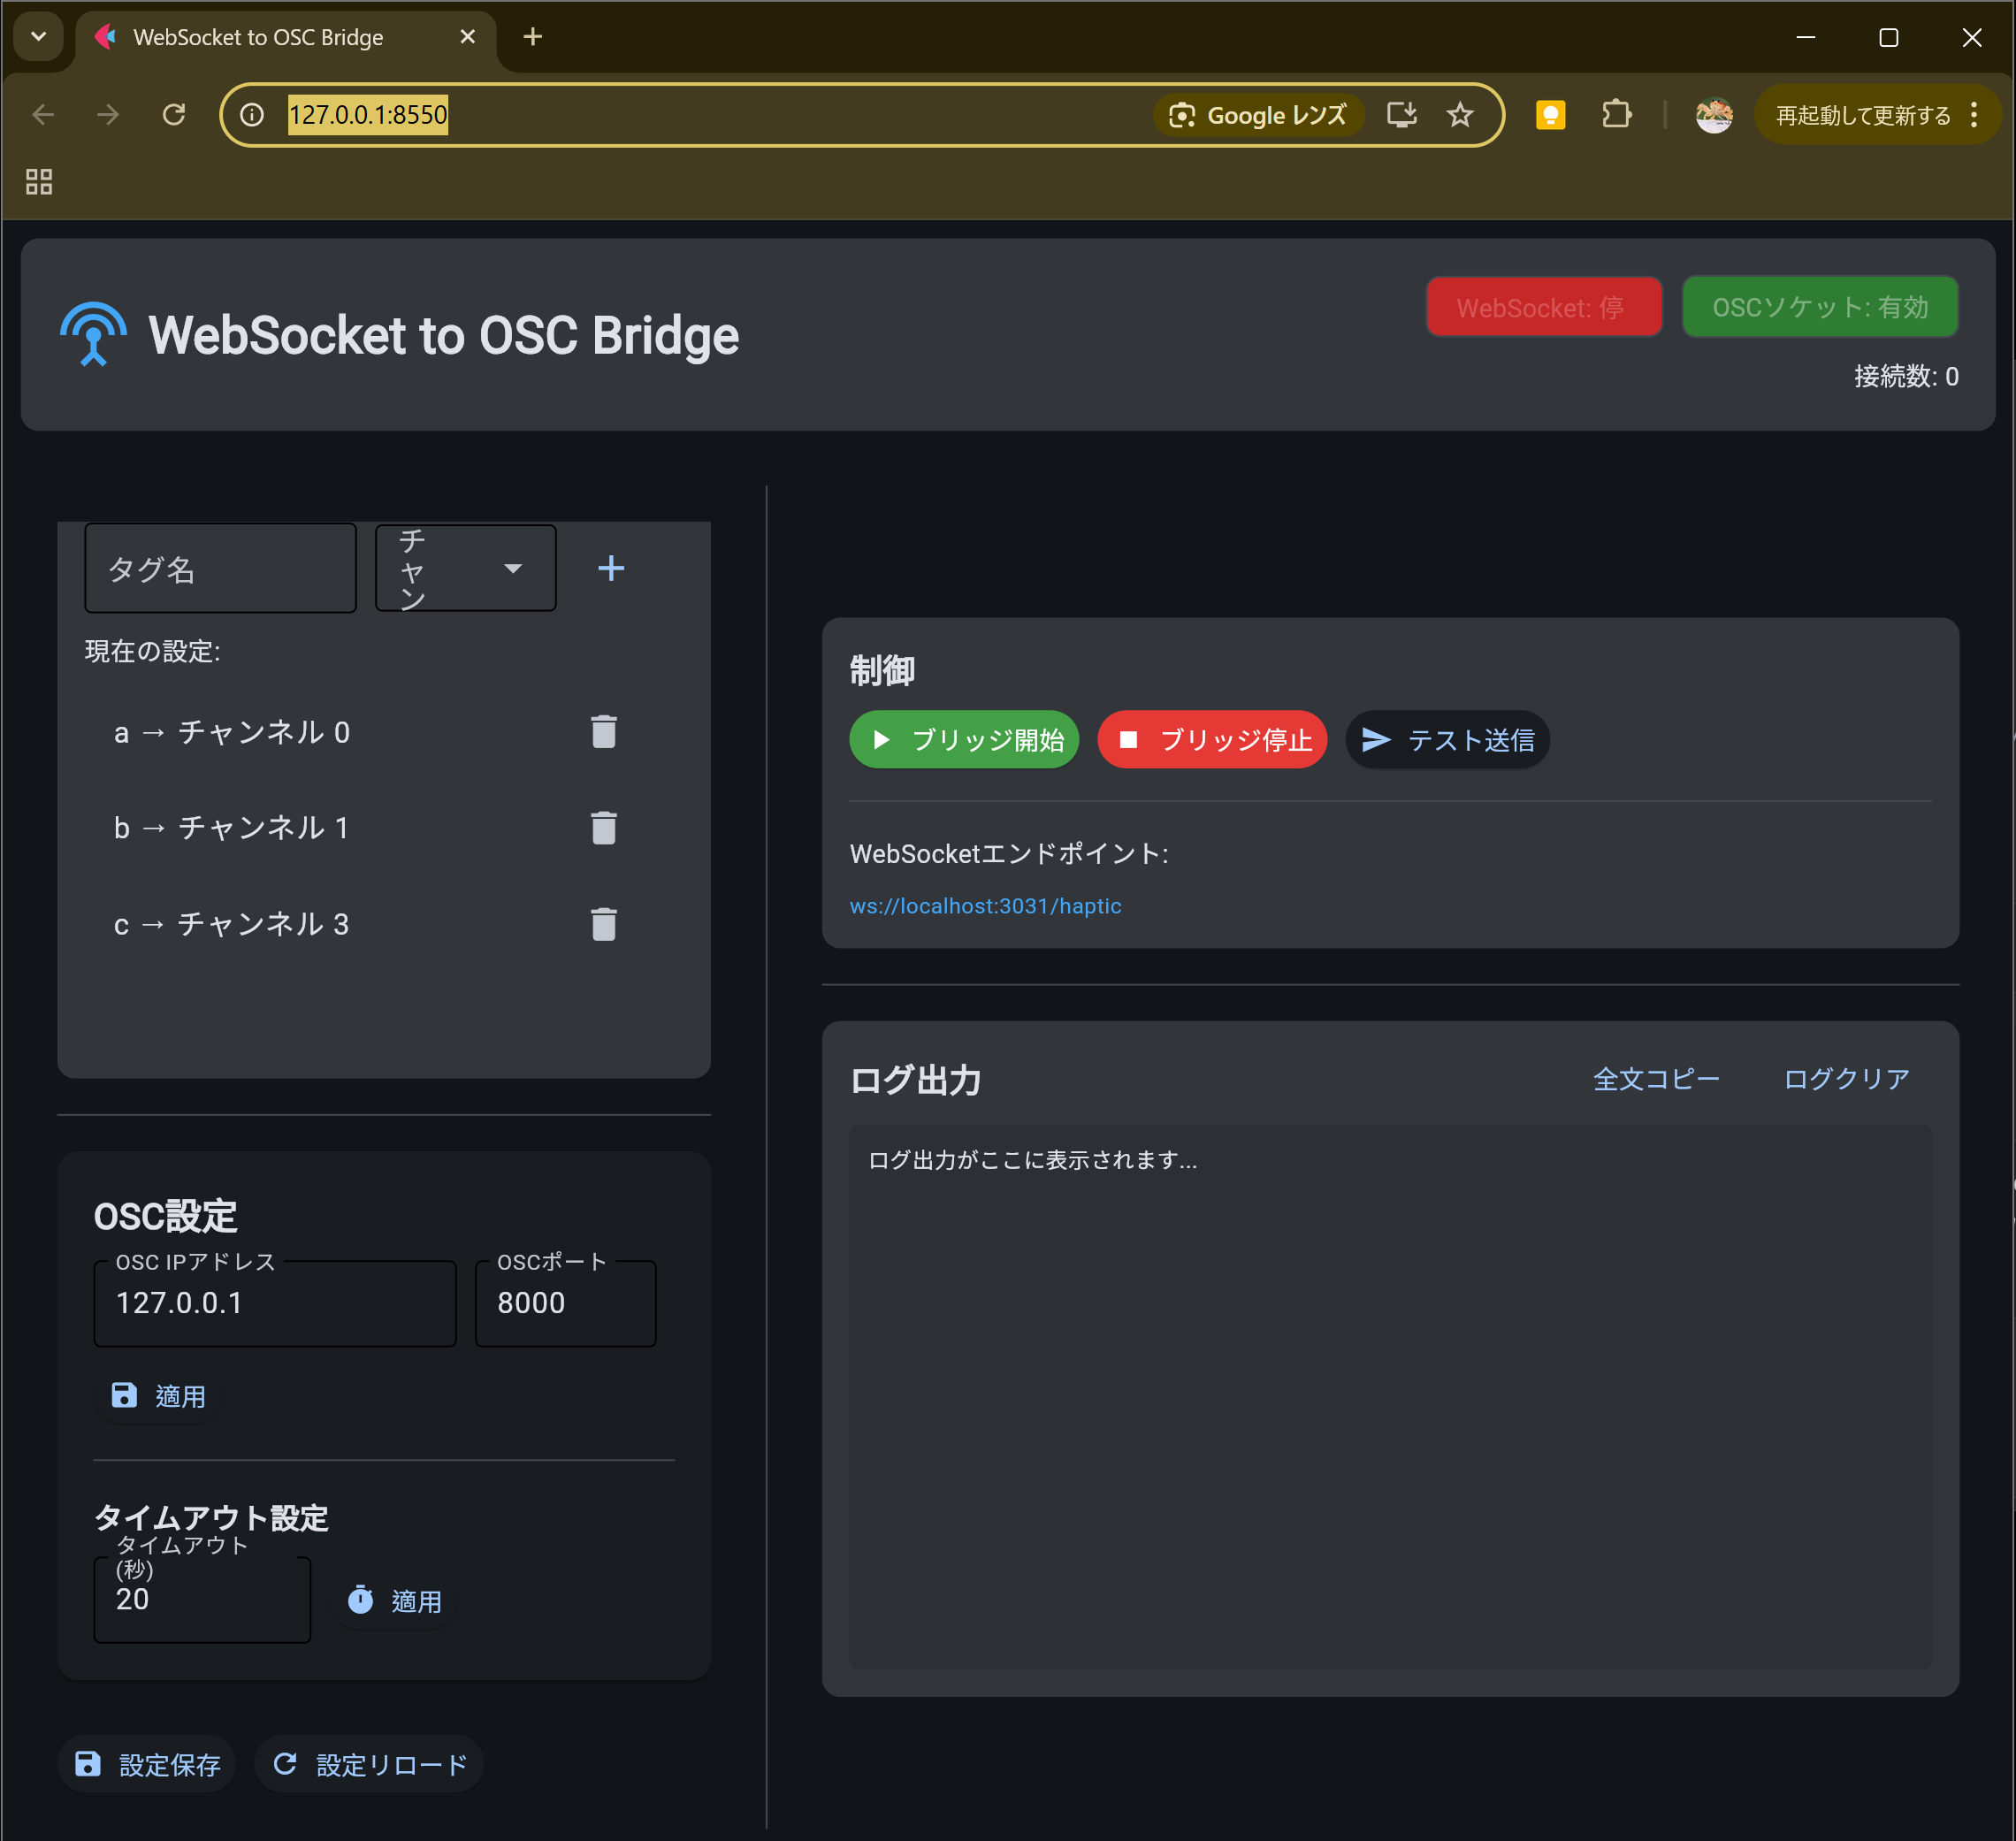 WebSocket to OSC Bridge
127.0.0.1:8550
Google レンズ
再起動して更新する
WebSocket to OSC Bridge
WebSocket: 停
OSCソケット: 有効
接続数: 0
タグ名
チャン
現在の設定:
a → チャンネル 0
b → チャンネル 1
c → チャンネル 3
OSC設定
OSC IPアドレス
127.0.0.1
OSCポート
8000
適用
タイムアウト設定
タイムアウト
(秒)
20
適用
設定保存
設定リロード
制御
ブリッジ開始
ブリッジ停止
テスト送信
WebSocketエンドポイント:
ws://localhost:3031/haptic
ログ出力
全文コピー
ログクリア
ログ出力がここに表示されます...